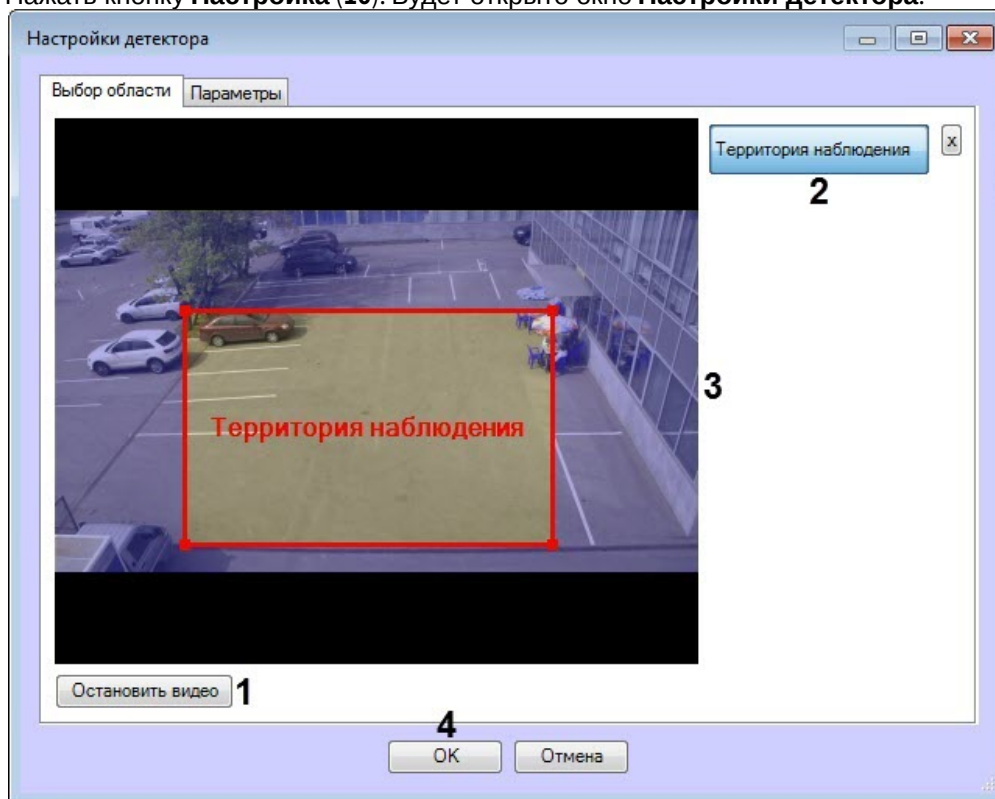 Нажать кнопку Настройка (10). Будет открыто окно Настройки детектора.
Настройки детектора
Выбор области Параметры
Территория наблюдения x
2
3
Территория наблюдения
Остановить видео 1
4
OK Отмена